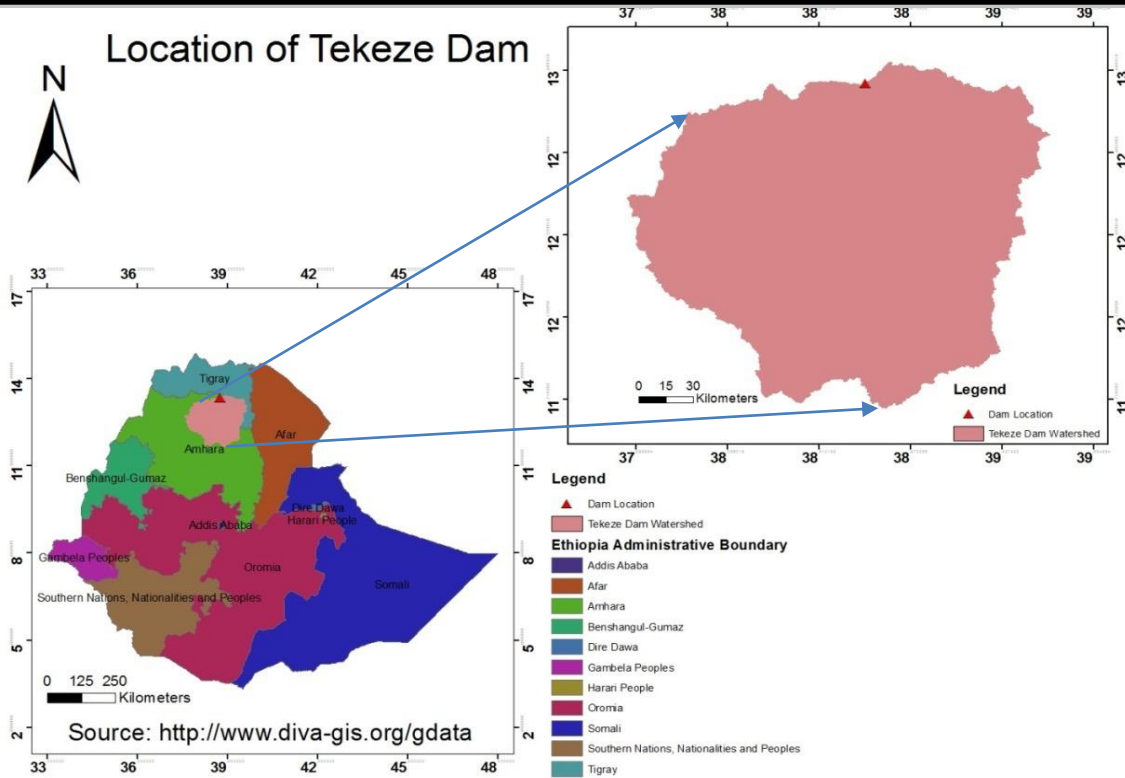 Location of Tekeze Dam
N
33 36 39 42 45 48
17
14
11
8
5
2
Tigray
Afar
Amhara
Benshangul-Gumaz
Dire Dawa
Harari People
Addis Ababa
Gambela Peoples
Oromia
Somali
Southern Nations, Nationalities and Peoples
0 125 250
Kilometers
Source: http://www.diva-gis.org/gdata
17
14
11
8
5
2
33 36 39 42 45 48
37 38 38 38 39 39
13
12
12
12
11
0 15 30
Kilometers
Legend
Dam Location
Tekeze Dam Watershed
13
12
12
12
11
37 38 38 38 39 39
Legend
Dam Location
Tekeze Dam Watershed
Ethiopia Administrative Boundary
Addis Ababa
Afar
Amhara
Benshangul-Gumaz
Dire Dawa
Gambela Peoples
Harari People
Oromia
Somali
Southern Nations, Nationalities and Peoples
Tigray